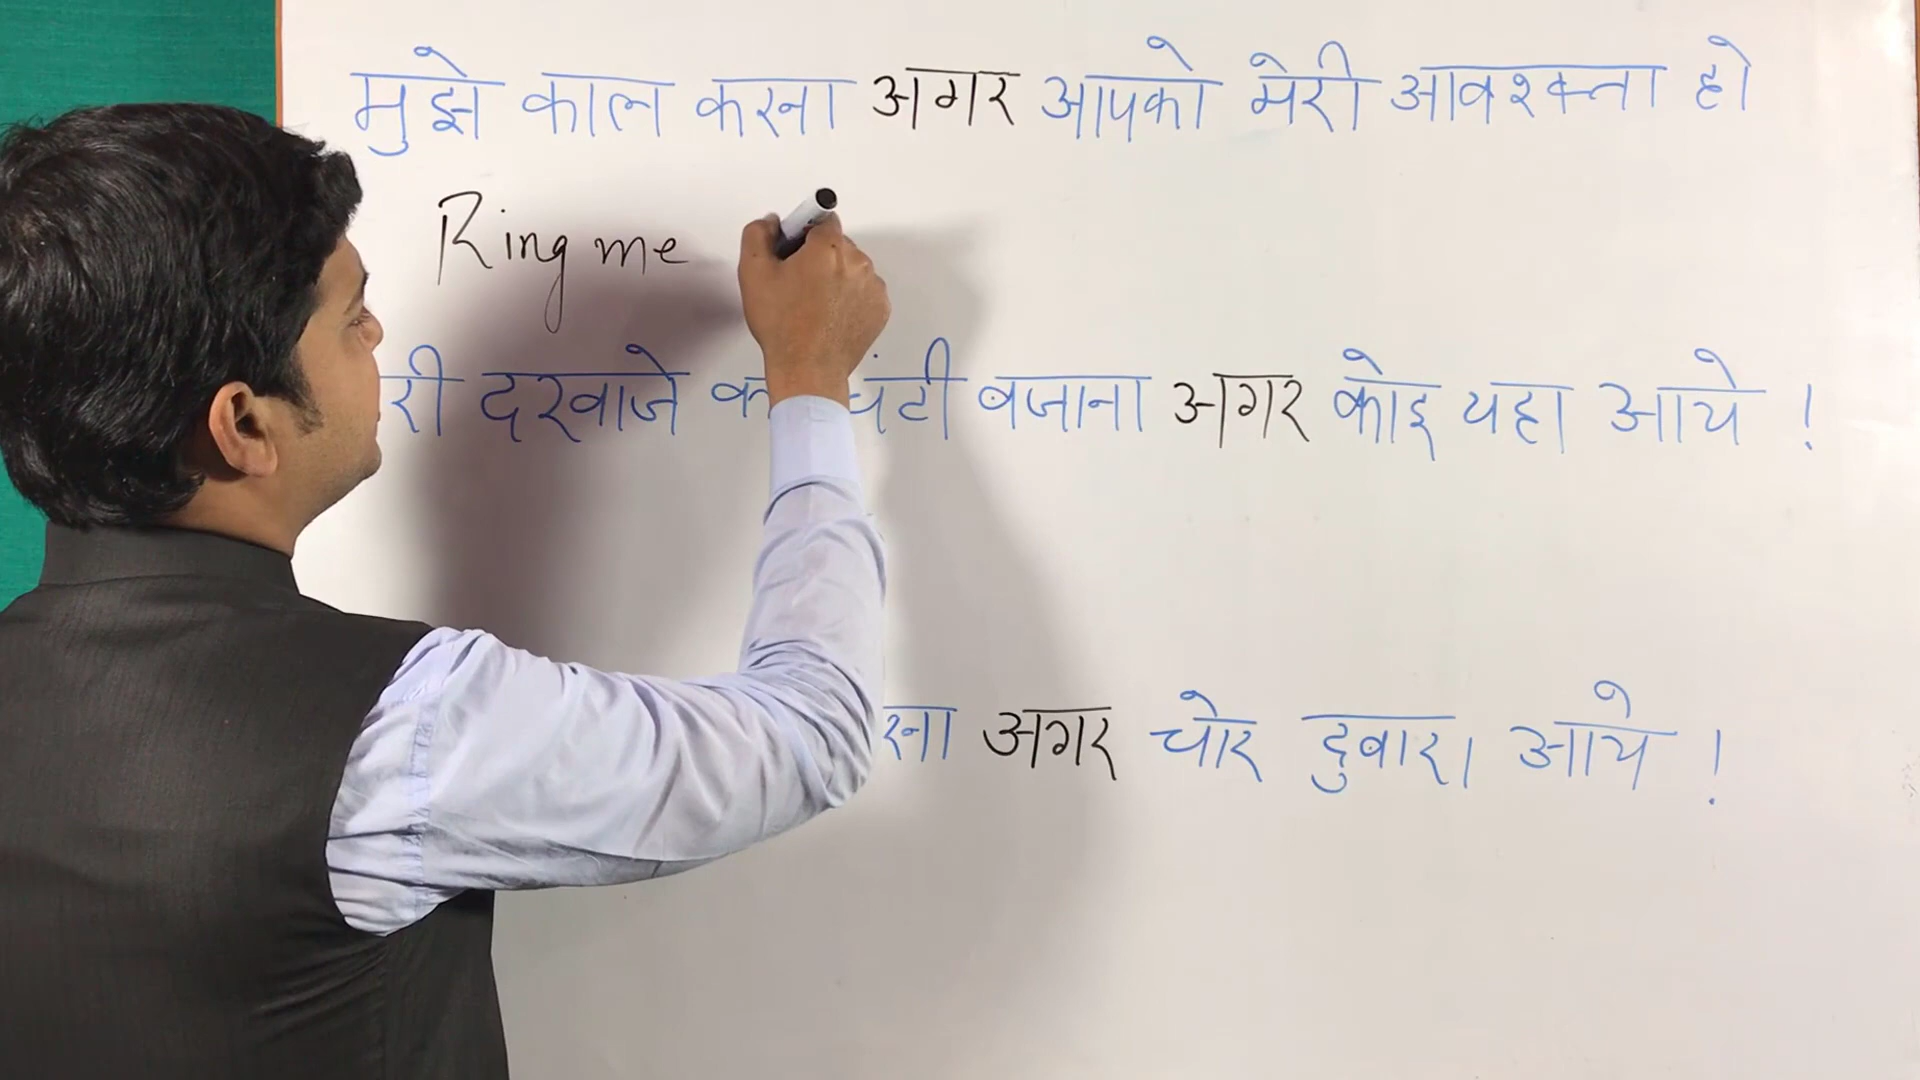 मुझे काल करना अगर आपको मेरी आवश्क्ता हो
Ring me
री दरवाजे घंटी बजाना अगर कोइ यहा आये !
रना अगर चोर दुबारा आये !